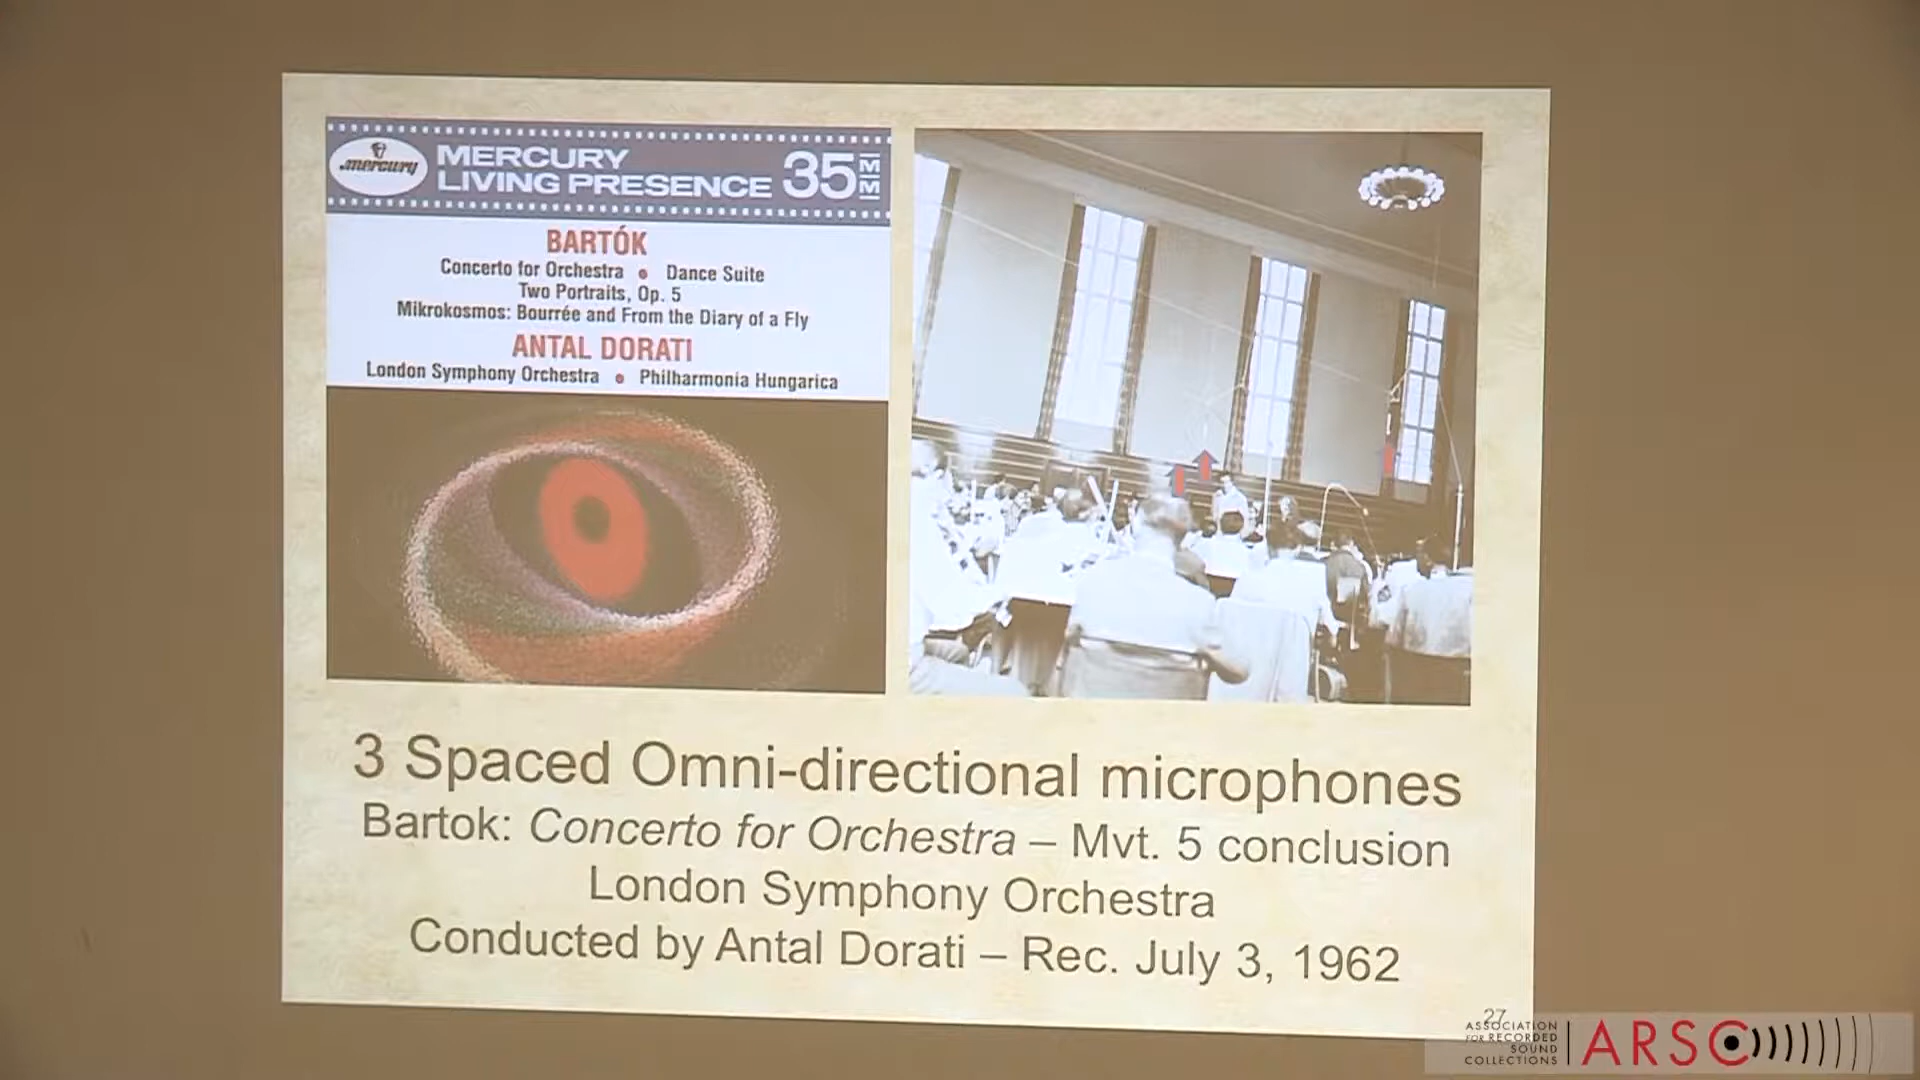 mercury
MERCURY
LIVING PRESENCE
35 MM
BARTÓK
Concerto for Orchestra • Dance Suite
Two Portraits, Op. 5
Mikrokosmos: Bourrée and From the Diary of a Fly
ANTAL DORATI
London Symphony Orchestra • Philharmonia Hungarica
3 Spaced Omni-directional microphones
Bartok: Concerto for Orchestra – Mvt. 5 conclusion
London Symphony Orchestra
Conducted by Antal Dorati – Rec. July 3, 1962
27
ASSOCIATION
FOR RECORDED
SOUND
COLLECTIONS
ARSC